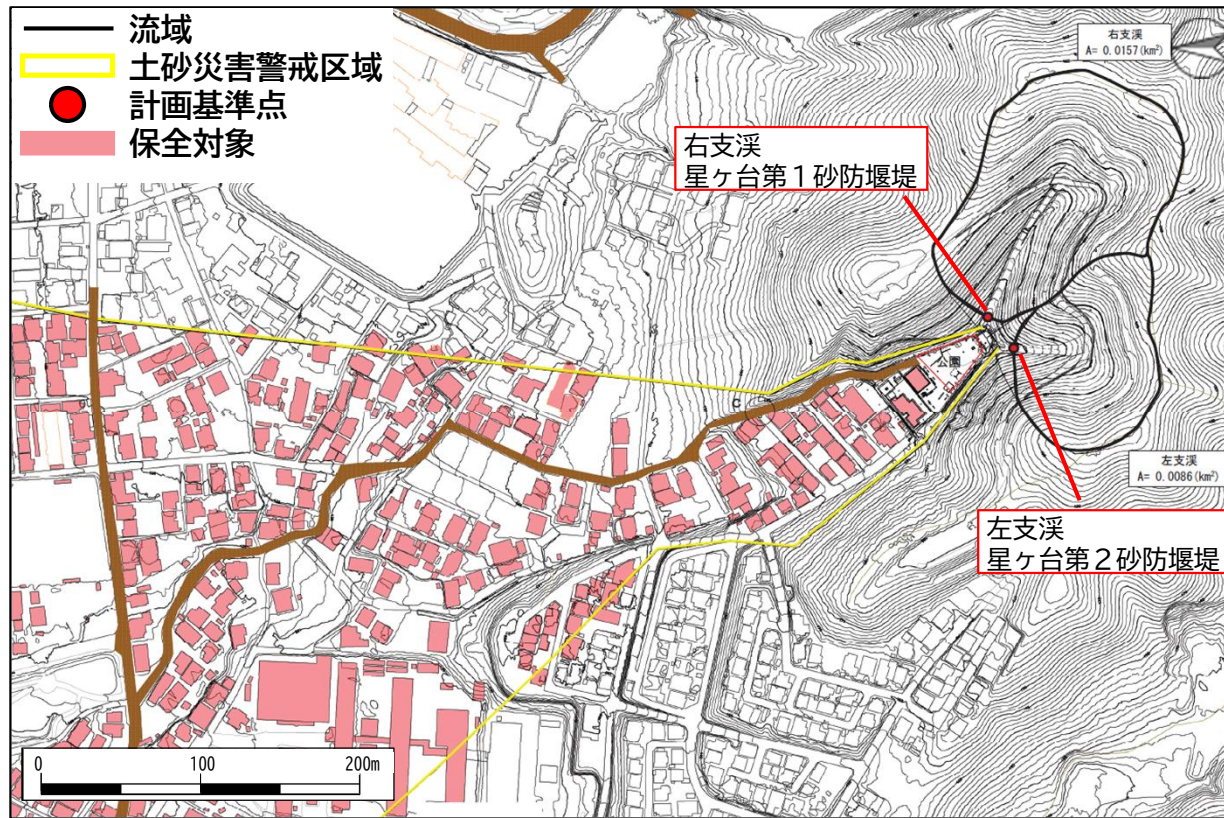 流域
土砂災害警戒区域
計画基準点
保全対象
右支渓
A= 0.0157(km²)
右支渓
星ヶ台第1砂防堰堤
公園
C
左支渓
A= 0.0086(km²)
左支渓
星ヶ台第2砂防堰堤
0 100 200m